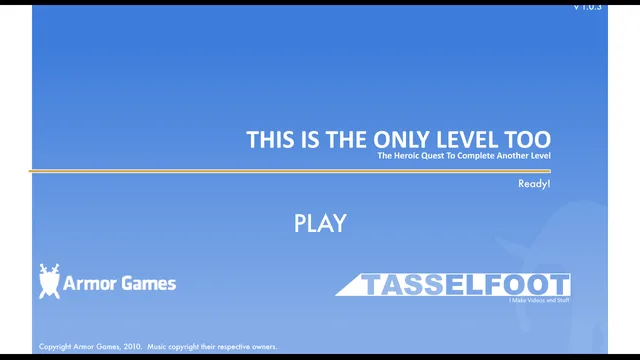 v 1.0.3
THIS IS THE ONLY LEVEL TOO
The Heroic Quest To Complete Another Level
Ready!
PLAY
Armor Games
TASSELFOOT
I Make Videos and Stuff
Copyright Armor Games, 2010. Music copyright their respective owners.